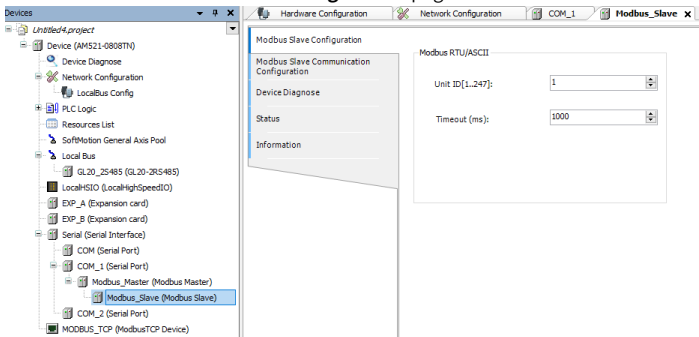 Devices
Untitled4.project
Device (AM521-0808TN)
Device Diagnose
Network Configuration
LocalBus Config
PLC Logic
Resources List
SoftMotion General Axis Pool
Local Bus
GL20_2S485 (GL20-2RS485)
LocalHSIO (LocalHighSpeedIO)
EXP_A (Expansion card)
EXP_B (Expansion card)
Serial (Serial Interface)
COM (Serial Port)
COM_1 (Serial Port)
Modbus_Master (Modbus Master)
Modbus_Slave (Modbus Slave)
COM_2 (Serial Port)
MODBUS_TCP (ModbusTCP Device)
Hardware Configuration
Network Configuration
COM_1
Modbus_Slave
Modbus Slave Configuration
Modbus Slave Communication
Configuration
Device Diagnose
Status
Information
Modbus RTU/ASCII
Unit ID[1..247]: 1
Timeout (ms): 1000